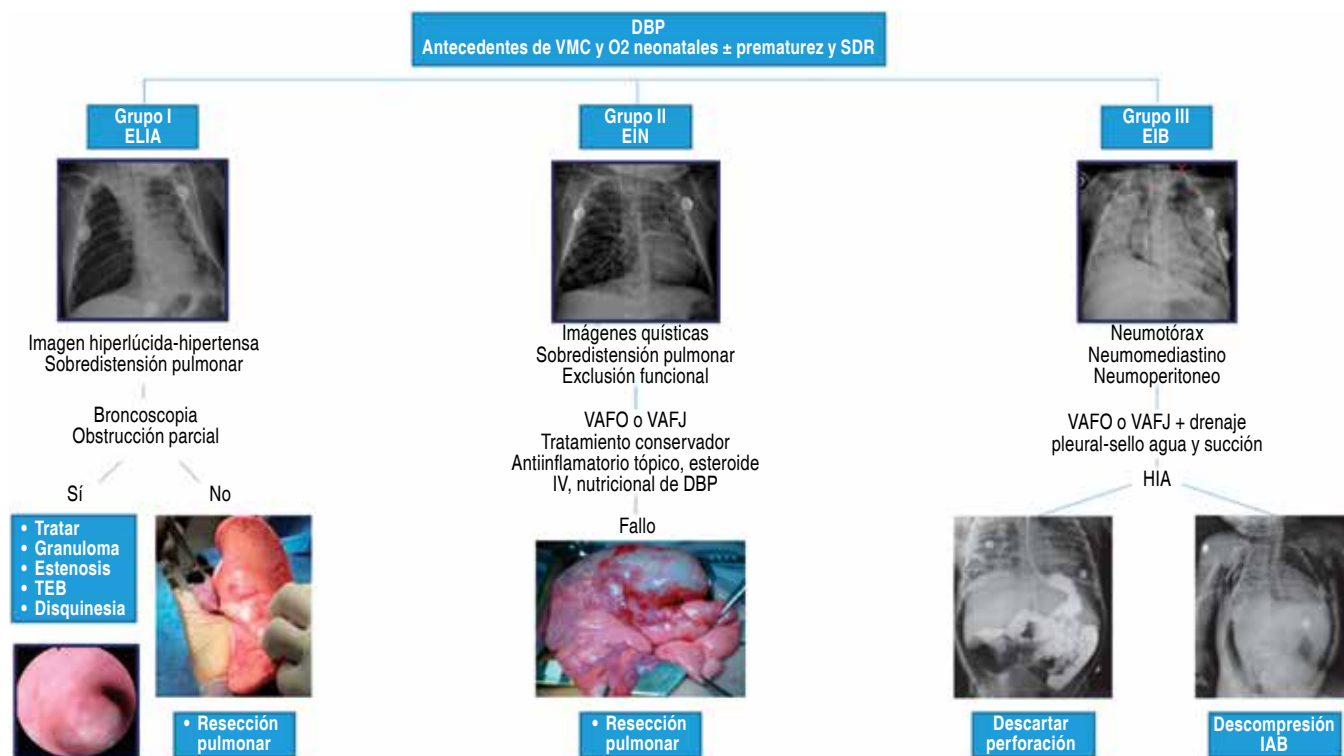 DBP
Antecedentes de VMC y O2 neonatales ± prematurez y SDR
Grupo I
ELIA
Imagen hiperlúcida-hipertensa
Sobredistensión pulmonar
Broncoscopia
Obstrucción parcial
Sí
No
• Tratar
• Granuloma
• Estenosis
• TEB
• Disquinesia
• Resección
pulmonar
Grupo II
EIN
Imágenes quísticas
Sobredistensión pulmonar
Exclusión funcional
VAFO o VAFJ
Tratamiento conservador
Antiinflamatorio tópico, esteroide
IV, nutricional de DBP
Fallo
• Resección
pulmonar
Grupo III
EIB
Neumotórax
Neumomediastino
Neumoperitoneo
VAFO o VAFJ + drenaje
pleural-sello agua y succión
HIA
Descartar
perforación
Descompresión
IAB